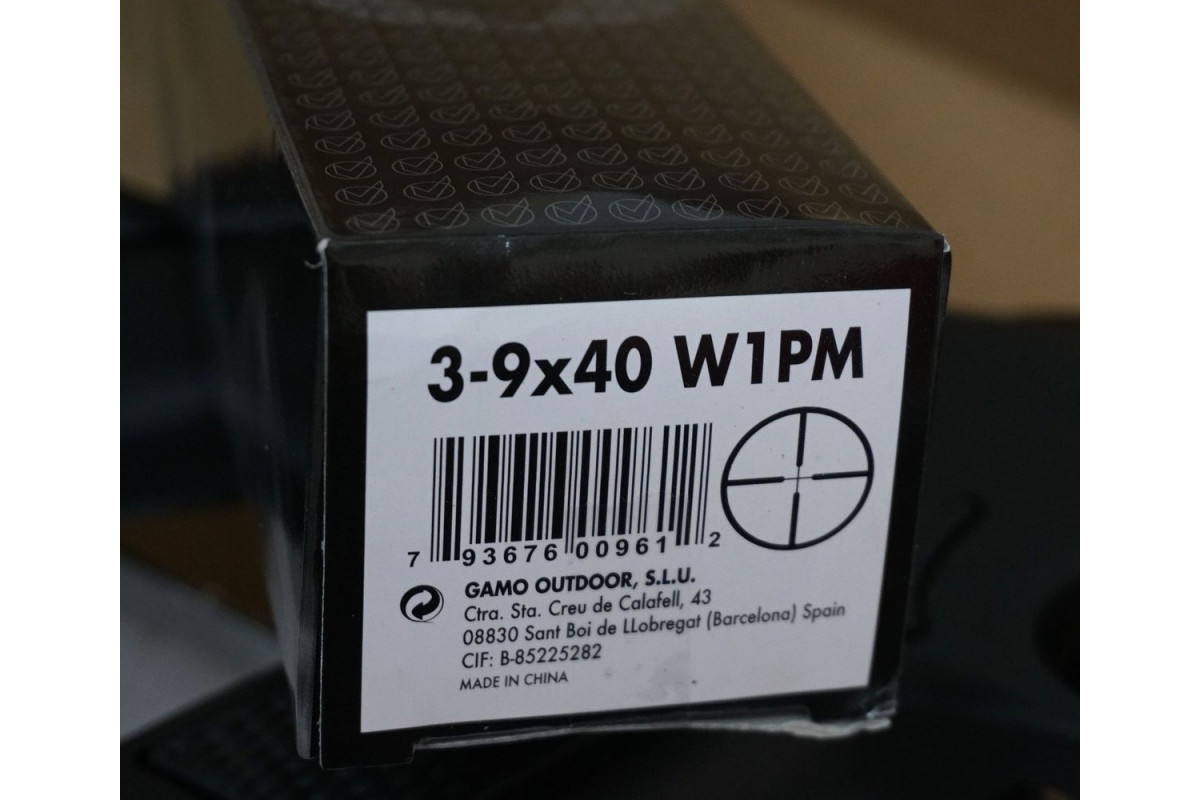 3-9x40 W1PM
7 93676 00961 2
GAMO OUTDOOR, S.L.U.
Ctra. Sta. Creu de Calafell, 43
08830 Sant Boi de LLobregat (Barcelona) Spain
CIF: B-85225282
MADE IN CHINA